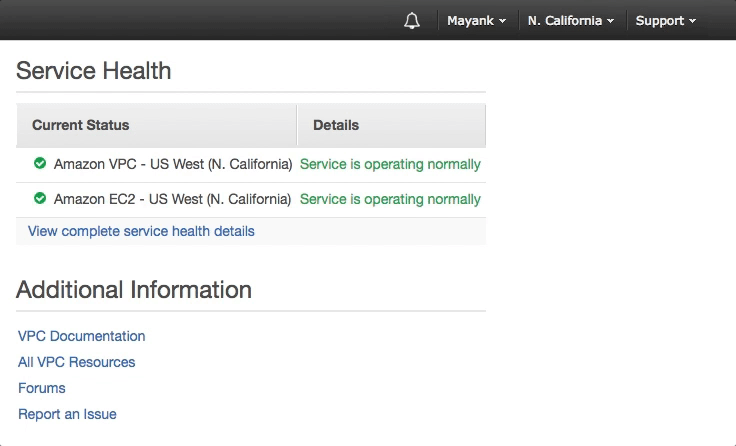 Mayank N. California Support
Service Health
Current Status Details
Amazon VPC - US West (N. California) Service is operating normally
Amazon EC2 - US West (N. California) Service is operating normally
View complete service health details
Additional Information
VPC Documentation
All VPC Resources
Forums
Report an Issue